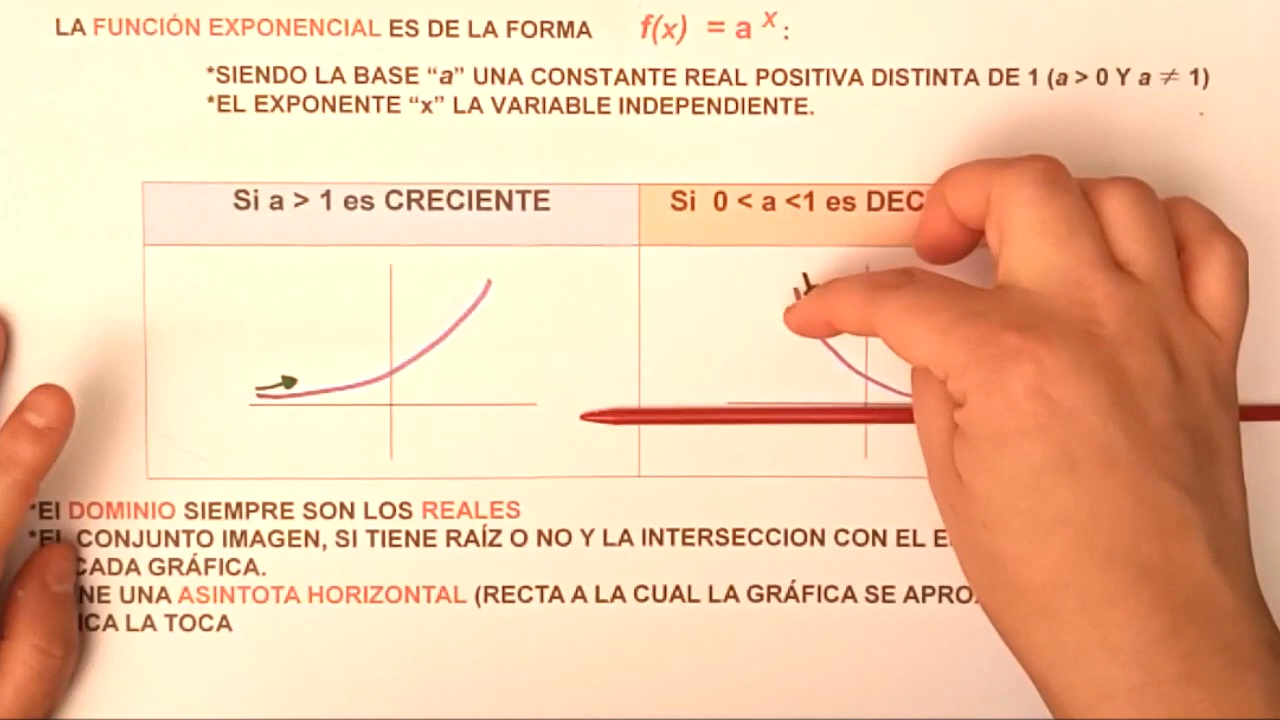 LA FUNCIÓN EXPONENCIAL ES DE LA FORMA f(x) = a^x:
*SIENDO LA BASE “a” UNA CONSTANTE REAL POSITIVA DISTINTA DE 1 (a > 0 Y a ≠ 1)
*EL EXPONENTE “x” LA VARIABLE INDEPENDIENTE.
Si a > 1 es CRECIENTE
Si 0 < a <1 es DEC
*El DOMINIO SIEMPRE SON LOS REALES
*EL CONJUNTO IMAGEN, SI TIENE RAÍZ O NO Y LA INTERSECCION CON EL
CADA GRÁFICA.
UNA ASINTOTA HORIZONTAL (RECTA A LA CUAL LA GRÁFICA SE
LA TOCA